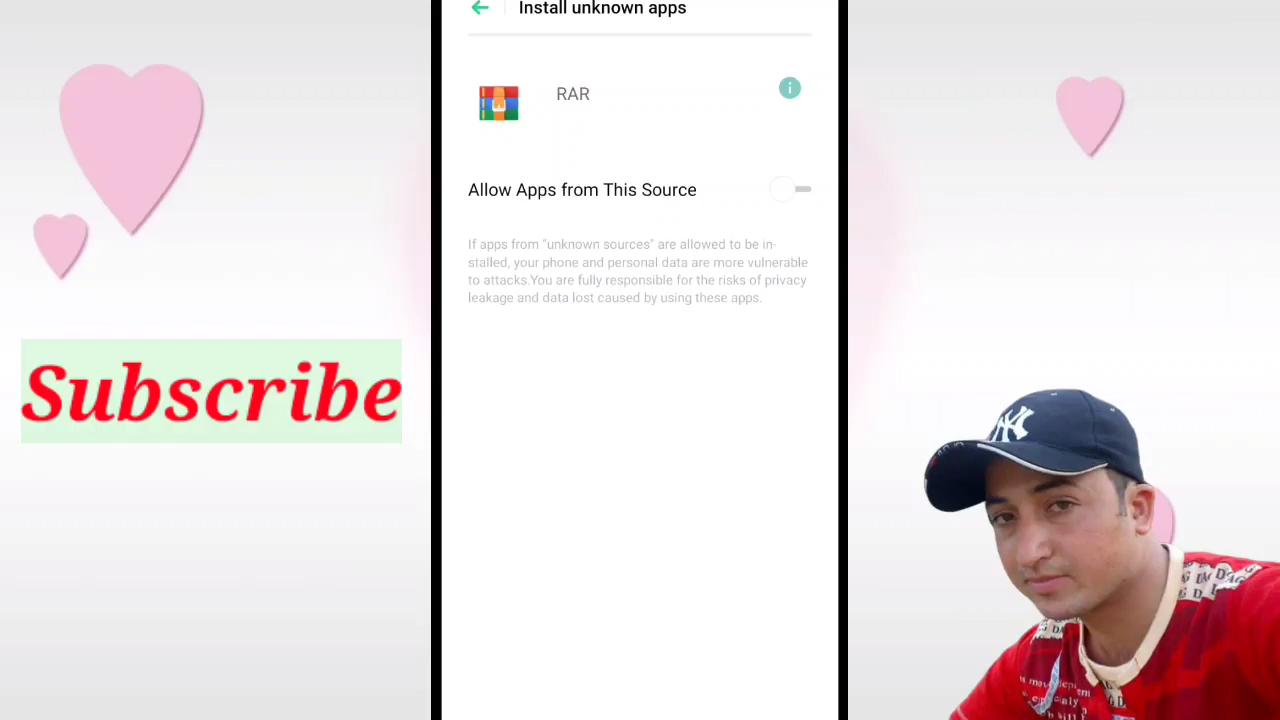 Install unknown apps
RAR
Allow Apps from This Source
If apps from "unknown sources" are allowed to be in-
stalled, your phone and personal data are more vulnerable
to attacks.You are fully responsible for the risks of privacy
leakage and data lost caused by using these apps.
Subscribe
NY